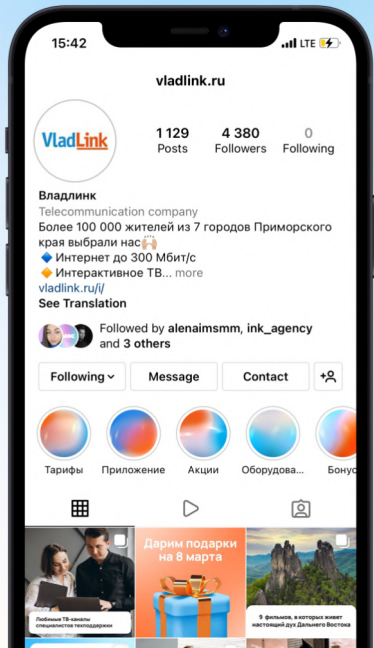 15:42
LTE
vladlink.ru
VladLink
1 129
Posts
4 380
Followers
0
Following
Владлинк
Telecommunication company
Более 100 000 жителей из 7 городов Приморского
края выбрали нас🙌🏼
🔷 Интернет до 300 Мбит/с
🔶 Интерактивное ТВ... more
vladlink.ru/i/
See Translation
Followed by alenaimsmm, ink_agency
and 3 others
Following
Message
Contact
Тарифы
Приложение
Акции
Оборудова...
Бонус
Любимые ТВ-каналы
специалистов техподдержки
Дарим подарки
на 8 марта
9 фильмов, в которых живет
настоящий дух Дальнего Востока